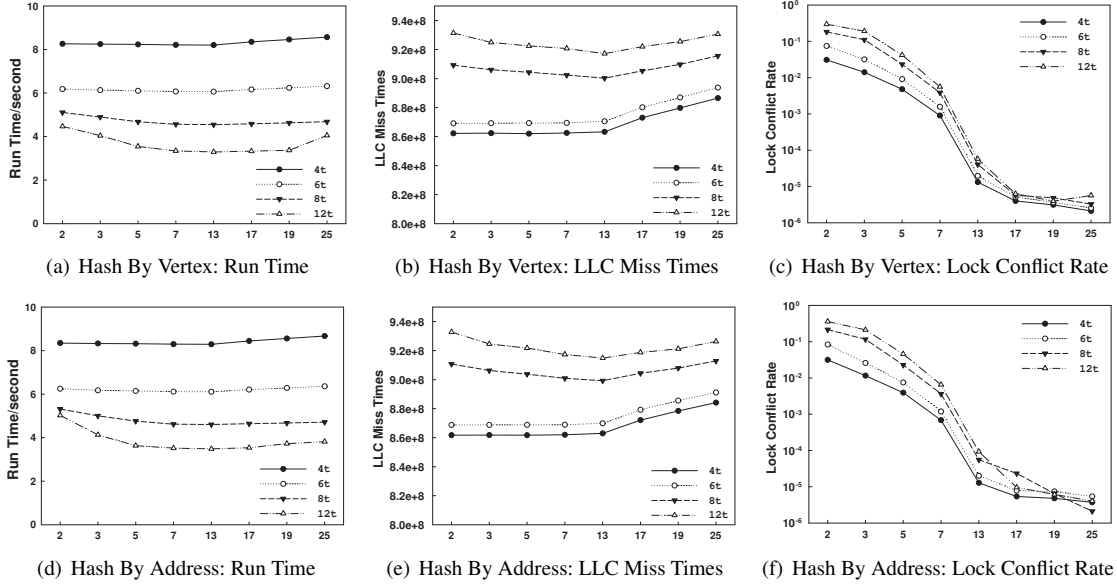 10
8
6
4
2
0
Run Time/second
4t
6t
8t
12t
2 3 5 7 13 17 19 25
(a) Hash By Vertex: Run Time
9.4e+8
9.2e+8
9.0e+8
8.8e+8
8.6e+8
8.4e+8
8.2e+8
8.0e+8
LLC Miss Times
4t
6t
8t
12t
2 3 5 7 13 17 19 25
(b) Hash By Vertex: LLC Miss Times
10⁰
10⁻¹
10⁻²
10⁻³
10⁻⁴
10⁻⁵
10⁻⁶
Lock Conflict Rate
4t
6t
8t
12t
2 3 5 7 13 17 19 25
(c) Hash By Vertex: Lock Conflict Rate
10
8
6
4
2
0
Run Time/second
4t
6t
8t
12t
2 3 5 7 13 17 19 25
(d) Hash By Address: Run Time
9.4e+8
9.2e+8
9.0e+8
8.8e+8
8.6e+8
8.4e+8
8.2e+8
8.0e+8
LLC Miss Times
4t
6t
8t
12t
2 3 5 7 13 17 19 25
(e) Hash By Address: LLC Miss Times
10⁰
10⁻¹
10⁻²
10⁻³
10⁻⁴
10⁻⁵
10⁻⁶
Lock Conflict Rate
4t
6t
8t
12t
2 3 5 7 13 17 19 25
(f) Hash By Address: Lock Conflict Rate